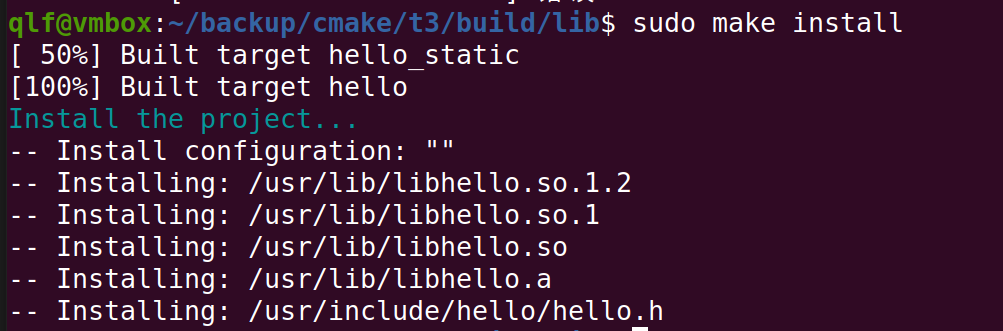 qlf@vmbox:~/backup/cmake/t3/build/lib$ sudo make install
[ 50%] Built target hello_static
[100%] Built target hello
Install the project...
-- Install configuration: ""
-- Installing: /usr/lib/libhello.so.1.2
-- Installing: /usr/lib/libhello.so.1
-- Installing: /usr/lib/libhello.so
-- Installing: /usr/lib/libhello.a
-- Installing: /usr/include/hello/hello.h